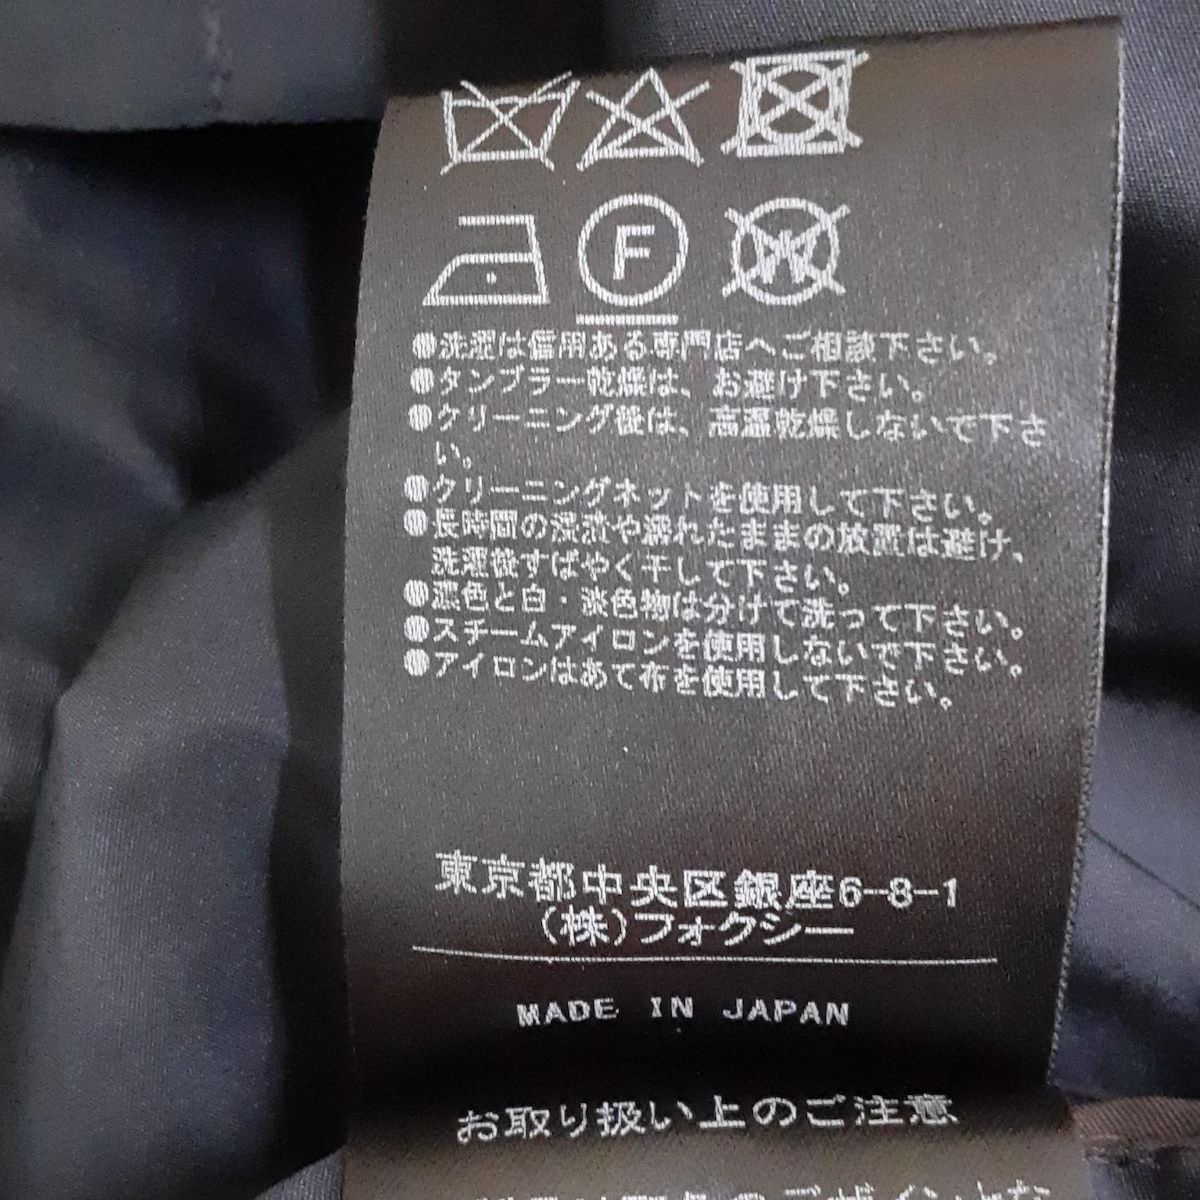 F
W
●洗濯は信用ある専門店へご相談下さい。
●タンブラー乾燥は、お避け下さい。
●クリーニング後は、高温乾燥しないで下さ
い。
●クリーニングネットを使用して下さい。
●長時間の浸漬や濡れたままの放置は避け、
洗濯後すばやく干して下さい。
●濃色と白・淡色物は分けて洗って下さい。
●スチームアイロンを使用しないで下さい。
●アイロンはあて布を使用して下さい。
東京都中央区銀座6-8-1
(株)フォクシー
MADE IN JAPAN
お取り扱い上のご注意